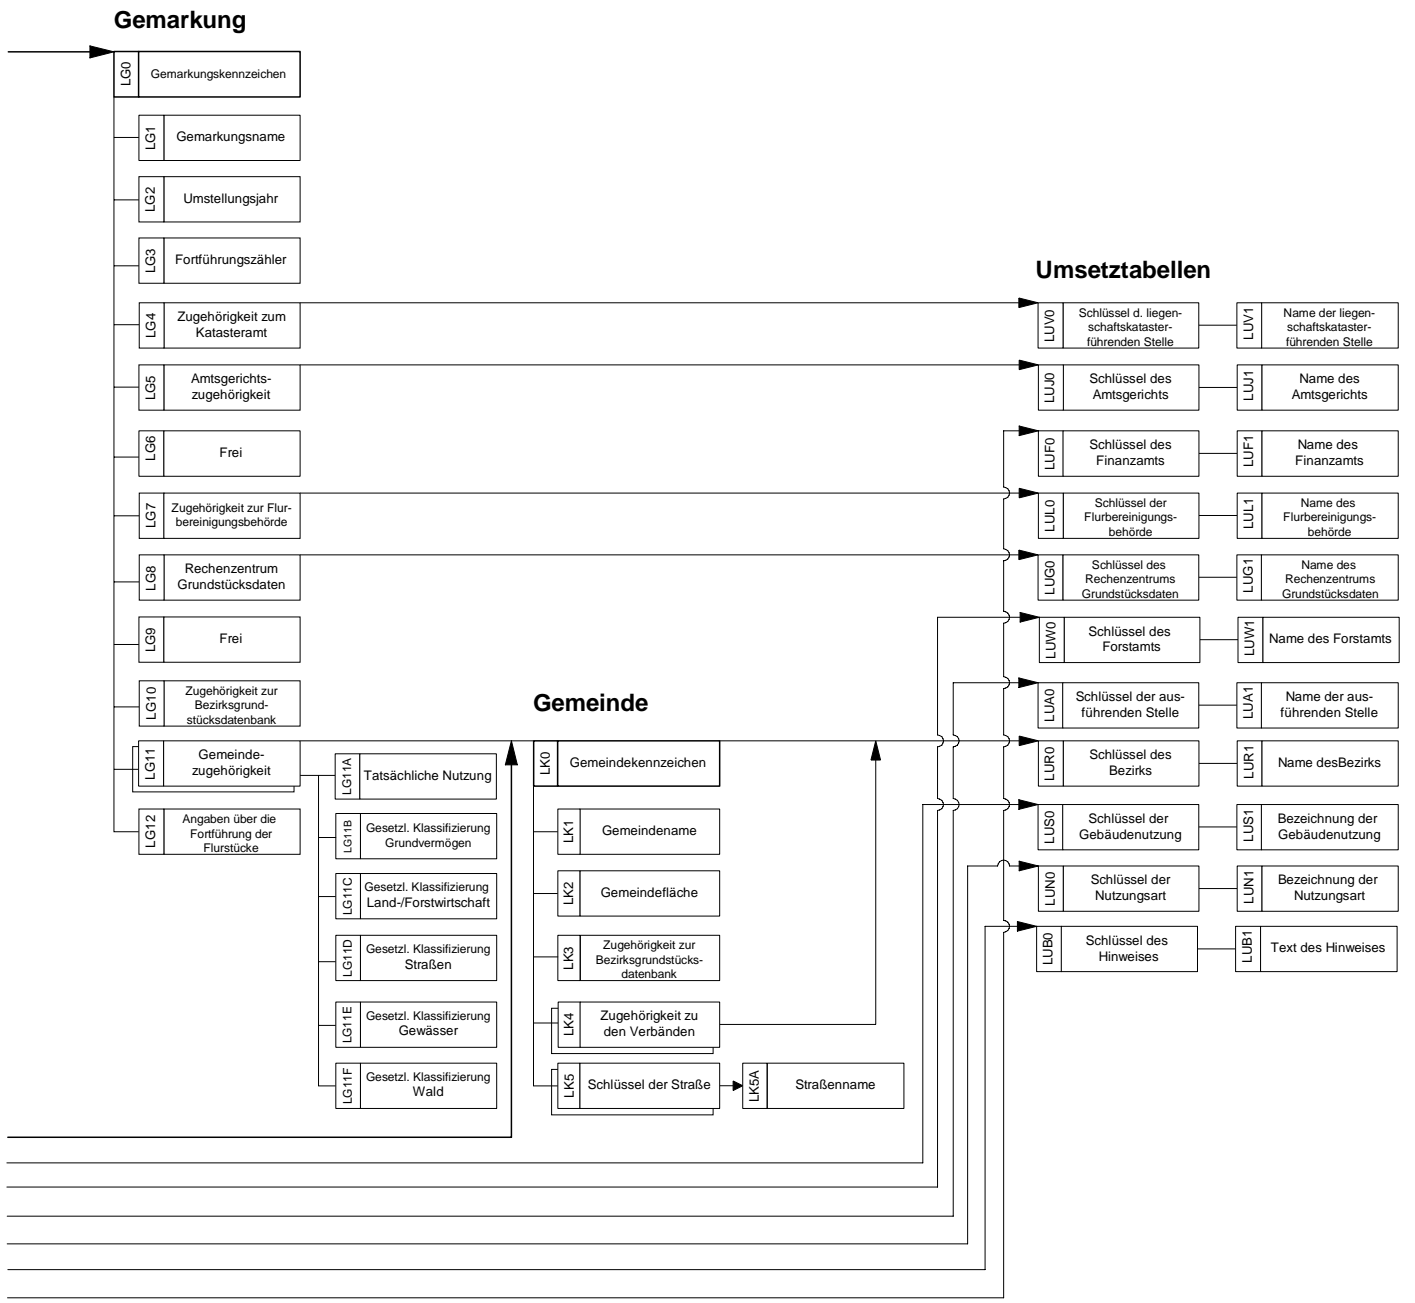 Gemarkung
LG0
Gemarkungskennzeichen
LG1
Gemarkungsname
LG2
Umstellungsjahr
LG3
Fortführungszähler
LG4
Zugehörigkeit zum
Katasteramt
LG5
Amtsgerichts-
zugehörigkeit
LG6
Frei
LG7
Zugehörigkeit zur Flur-
bereinigungsbehörde
LG8
Rechenzentrum
Grundstücksdaten
LG9
Frei
LG10
Zugehörigkeit zur
Bezirksgrund-
stücksdatenbank
LG11
Gemeinde-
zugehörigkeit
LG12
Angaben über die
Fortführung der
Flurstücke
LG11A
Tatsächliche Nutzung
LG11B
Gesetzl. Klassifizierung
Grundvermögen
LG11C
Gesetzl. Klassifizierung
Land-/Forstwirtschaft
LG11D
Gesetzl. Klassifizierung
Straßen
LG11E
Gesetzl. Klassifizierung
Gewässer
LG11F
Gesetzl. Klassifizierung
Wald
Gemeinde
LK0
Gemeindekennzeichen
LK1
Gemeindename
LK2
Gemeindefläche
LK3
Zugehörigkeit zur
Bezirksgrundstücks-
datenbank
LK4
Zugehörigkeit zu
den Verbänden
LK5
Schlüssel der Straße
LK5A
Straßenname
Umsetztabellen
LUV0
Schlüssel d. liegen-
schaftskataster-
führenden Stelle
LUV1
Name der liegen-
schaftskataster-
führenden Stelle
LUJ0
Schlüssel des
Amtsgerichts
LUJ1
Name des
Amtsgerichts
LUF0
Schlüssel des
Finanzamts
LUF1
Name des
Finanzamts
LUL0
Schlüssel der
Flurbereinigungs-
behörde
LUL1
Name des
Flurbereinigungs-
behörde
LUG0
Schlüssel des
Rechenzentrums
Grundstücksdaten
LUG1
Name des
Rechenzentrums
Grundstücksdaten
LUW0
Schlüssel des
Forstamts
LUW1
Name des Forstamts
LUA0
Schlüssel der aus-
führenden Stelle
LUA1
Name der aus-
führenden Stelle
LUR0
Schlüssel des
Bezirks
LUR1
Name desBezirks
LUS0
Schlüssel der
Gebäudenutzung
LUS1
Bezeichnung der
Gebäudenutzung
LUN0
Schlüssel der
Nutzungsart
LUN1
Bezeichnung der
Nutzungsart
LUB0
Schlüssel des
Hinweises
LUB1
Text des Hinweises